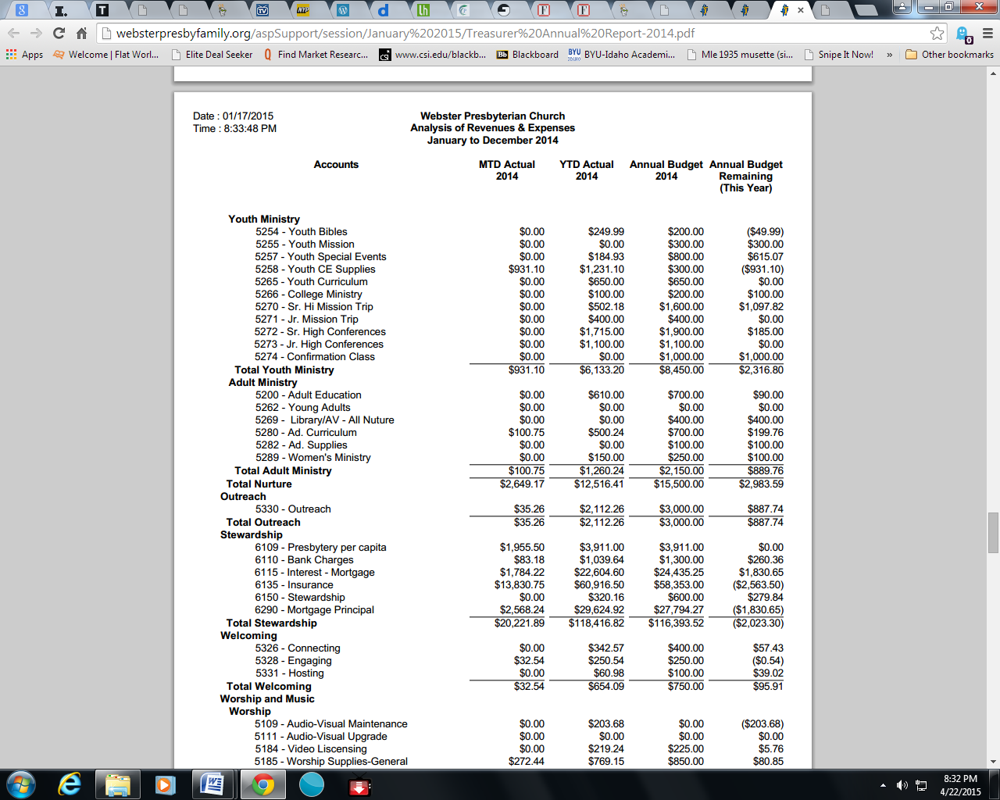 websterpresbyfamily.org/aspSupport/session/January%202015/Treasurer%20Annual%20Report-2014.pdf
Apps Welcome | Flat Worl... Elite Deal Seeker Find Market Researc... www.csi.edu/blackb... Blackboard BYU-Idaho Academi... Mle 1935 musette (si... Snipe It Now! » Other bookmarks
Date : 01/17/2015
Time : 8:33:48 PM
Webster Presbyterian Church
Analysis of Revenues & Expenses
January to December 2014
Accounts MTD Actual YTD Actual Annual Budget Annual Budget
2014 2014 2014 Remaining
(This Year)
Youth Ministry
5254 - Youth Bibles $0.00 $249.99 $200.00 ($49.99)
5255 - Youth Mission $0.00 $0.00 $300.00 $300.00
5257 - Youth Special Events $0.00 $184.93 $800.00 $615.07
5258 - Youth CE Supplies $931.10 $1,231.10 $300.00 ($931.10)
5265 - Youth Curriculum $0.00 $650.00 $650.00 $0.00
5266 - College Ministry $0.00 $100.00 $200.00 $100.00
5270 - Sr. Hi Mission Trip $0.00 $502.18 $1,600.00 $1,097.82
5271 - Jr. Mission Trip $0.00 $400.00 $400.00 $0.00
5272 - Sr. High Conferences $0.00 $1,715.00 $1,900.00 $185.00
5273 - Jr. High Conferences $0.00 $1,100.00 $1,100.00 $0.00
5274 - Confirmation Class $0.00 $0.00 $1,000.00 $1,000.00
Total Youth Ministry $931.10 $6,133.20 $8,450.00 $2,316.80
Adult Ministry
5200 - Adult Education $0.00 $610.00 $700.00 $90.00
5262 - Young Adults $0.00 $0.00 $0.00 $0.00
5269 - Library/AV - All Nuture $0.00 $0.00 $400.00 $400.00
5280 - Ad. Curriculum $100.75 $500.24 $700.00 $199.76
5282 - Ad. Supplies $0.00 $0.00 $100.00 $100.00
5289 - Women's Ministry $0.00 $150.00 $250.00 $100.00
Total Adult Ministry $100.75 $1,260.24 $2,150.00 $889.76
Total Nurture $2,649.17 $12,516.41 $15,500.00 $2,983.59
Outreach
5330 - Outreach $35.26 $2,112.26 $3,000.00 $887.74
Total Outreach $35.26 $2,112.26 $3,000.00 $887.74
Stewardship
6109 - Presbytery per capita $1,955.50 $3,911.00 $3,911.00 $0.00
6110 - Bank Charges $83.18 $1,039.64 $1,300.00 $260.36
6115 - Interest - Mortgage $1,784.22 $22,604.60 $24,435.25 $1,830.65
6135 - Insurance $13,830.75 $60,916.50 $58,353.00 ($2,563.50)
6150 - Stewardship $0.00 $320.16 $600.00 $279.84
6290 - Mortgage Principal $2,568.24 $29,624.92 $27,794.27 ($1,830.65)
Total Stewardship $20,221.89 $118,416.82 $116,393.52 ($2,023.30)
Welcoming
5326 - Connecting $0.00 $342.57 $400.00 $57.43
5328 - Engaging $32.54 $250.54 $250.00 ($0.54)
5331 - Hosting $0.00 $60.98 $100.00 $39.02
Total Welcoming $32.54 $654.09 $750.00 $95.91
Worship and Music
Worship
5109 - Audio-Visual Maintenance $0.00 $203.68 $0.00 ($203.68)
5111 - Audio-Visual Upgrade $0.00 $0.00 $0.00 $0.00
5184 - Video Liscensing $0.00 $219.24 $225.00 $5.76
5185 - Worship Supplies-General $272.44 $769.15 $850.00 $80.85
8:32 PM
4/22/2015